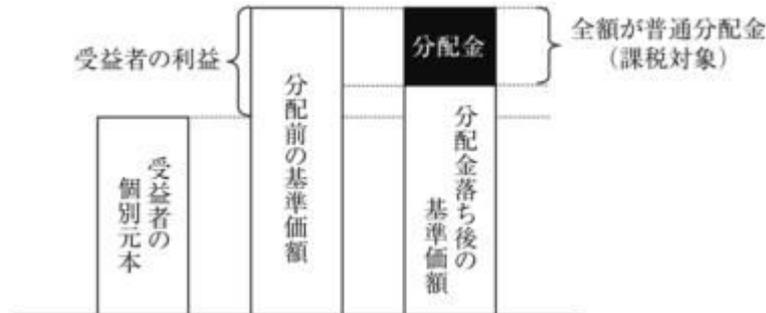 受益者の利益
分配金
全額が普通分配金
(課税対象)
受益者の
個別元本
分配前の基準価額
分配金落ち後の
基準価額